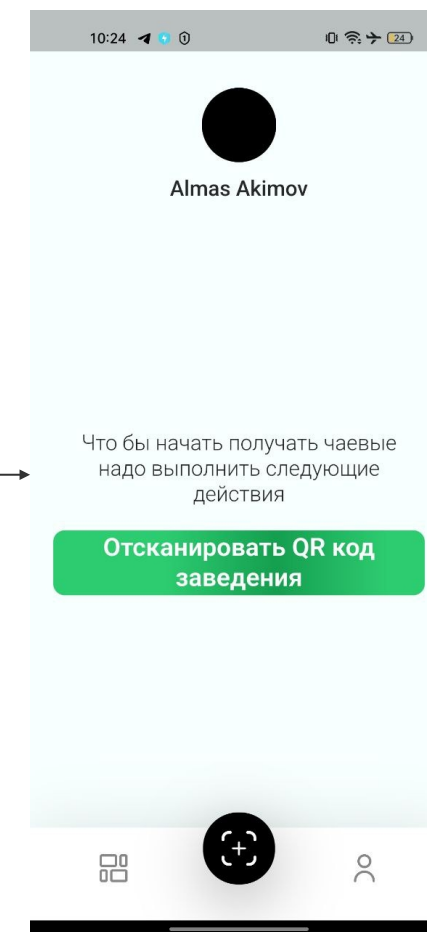 10:24
24
Almas Akimov
Что бы начать получать чаевые
надо выполнить следующие
действия
Отсканировать QR код
заведения